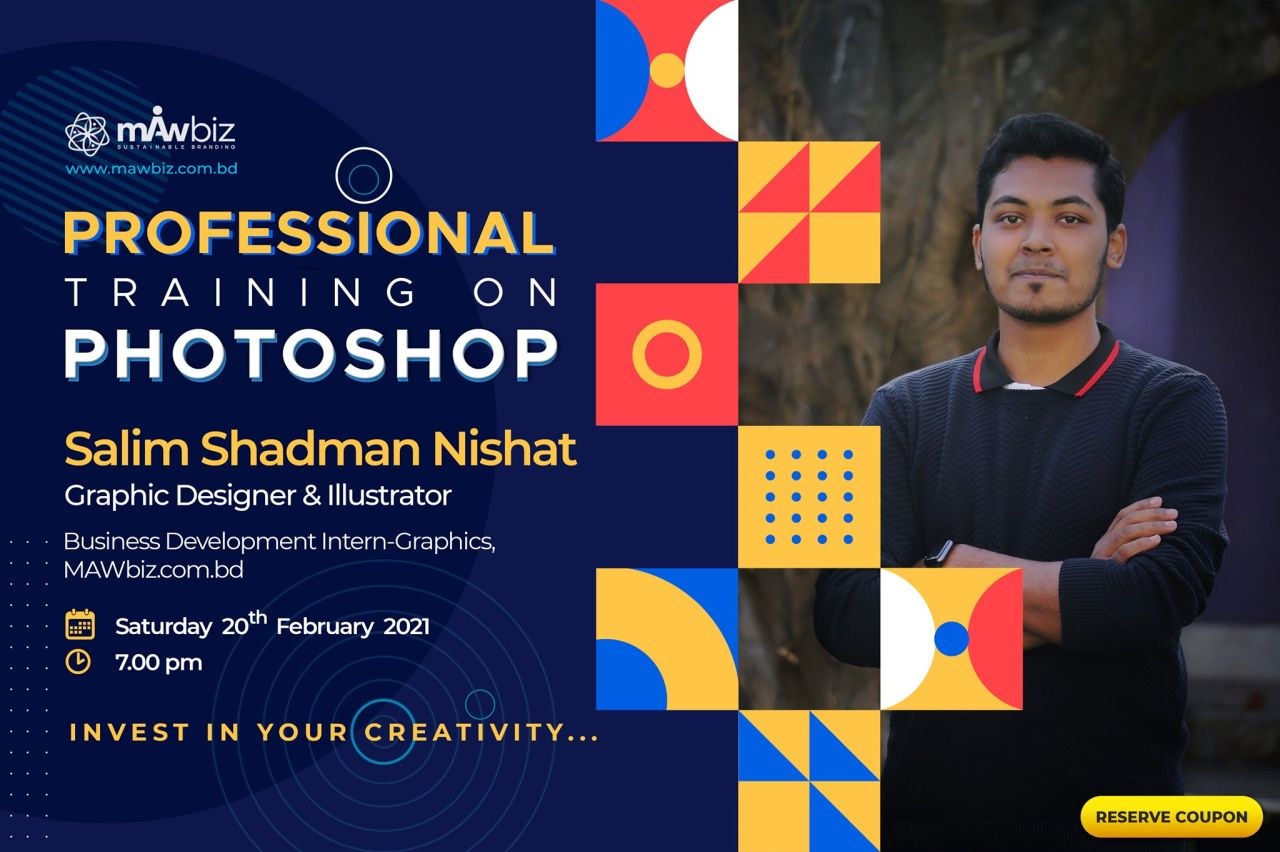 mAwbiz
SUSTAINABLE BRANDING
www.mawbiz.com.bd
PROFESSIONAL
TRAINING ON
PHOTOSHOP
Salim Shadman Nishat
Graphic Designer & Illustrator
Business Development Intern-Graphics,
MAWbiz.com.bd
Saturday 20th February 2021
7.00 pm
INVEST IN YOUR CREATIVITY...
RESERVE COUPON